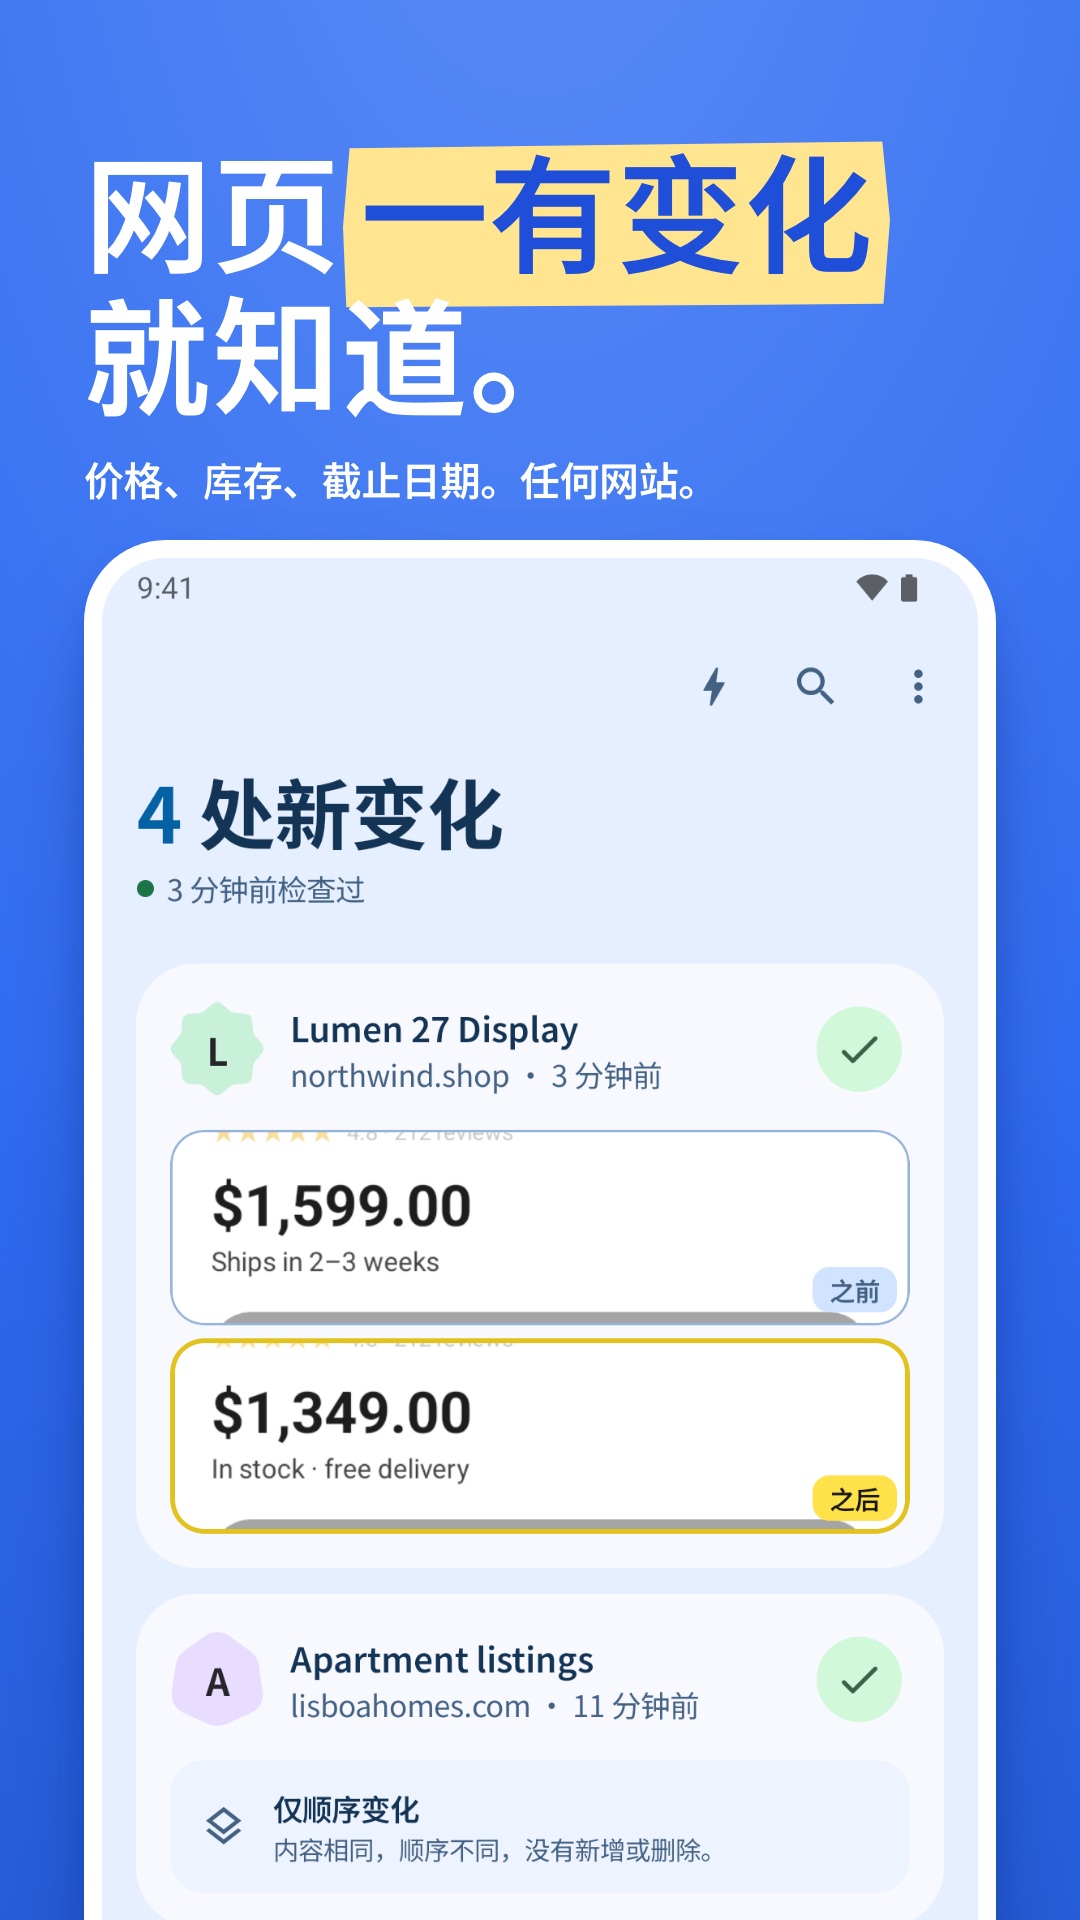 网页一有变化
就知道。
价格、库存、截止日期。任何网站。
9:41
4 处新变化
3 分钟前检查过
L
Lumen 27 Display
northwind.shop · 3 分钟前
4.8 · 212 reviews
$1,599.00
Ships in 2–3 weeks
之前
$1,349.00
In stock · free delivery
之后
A
Apartment listings
lisboahomes.com · 11 分钟前
仅顺序变化
内容相同，顺序不同，没有新增或删除。